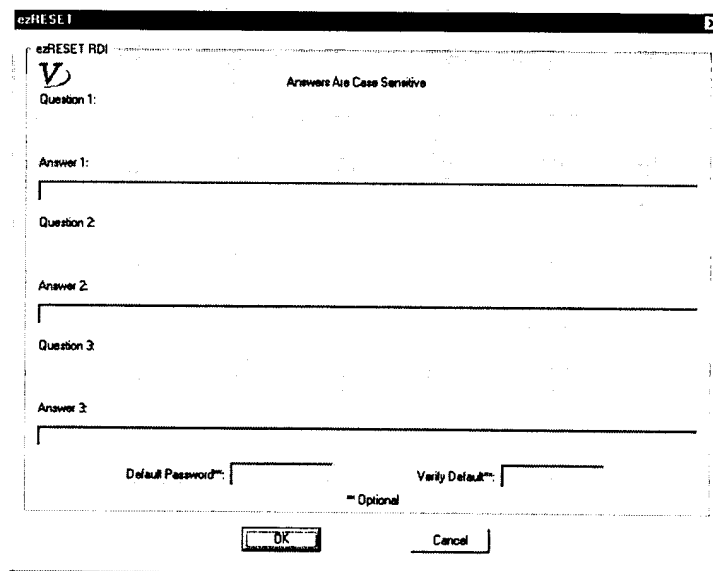 ezRESET
ezRESET RDI
V
Answers Are Case Sensitive
Question 1:
Answer 1:
Question 2:
Answer 2:
Question 3:
Answer 3:
Default Password**:
Verify Default**:
** Optional
OK
Cancel